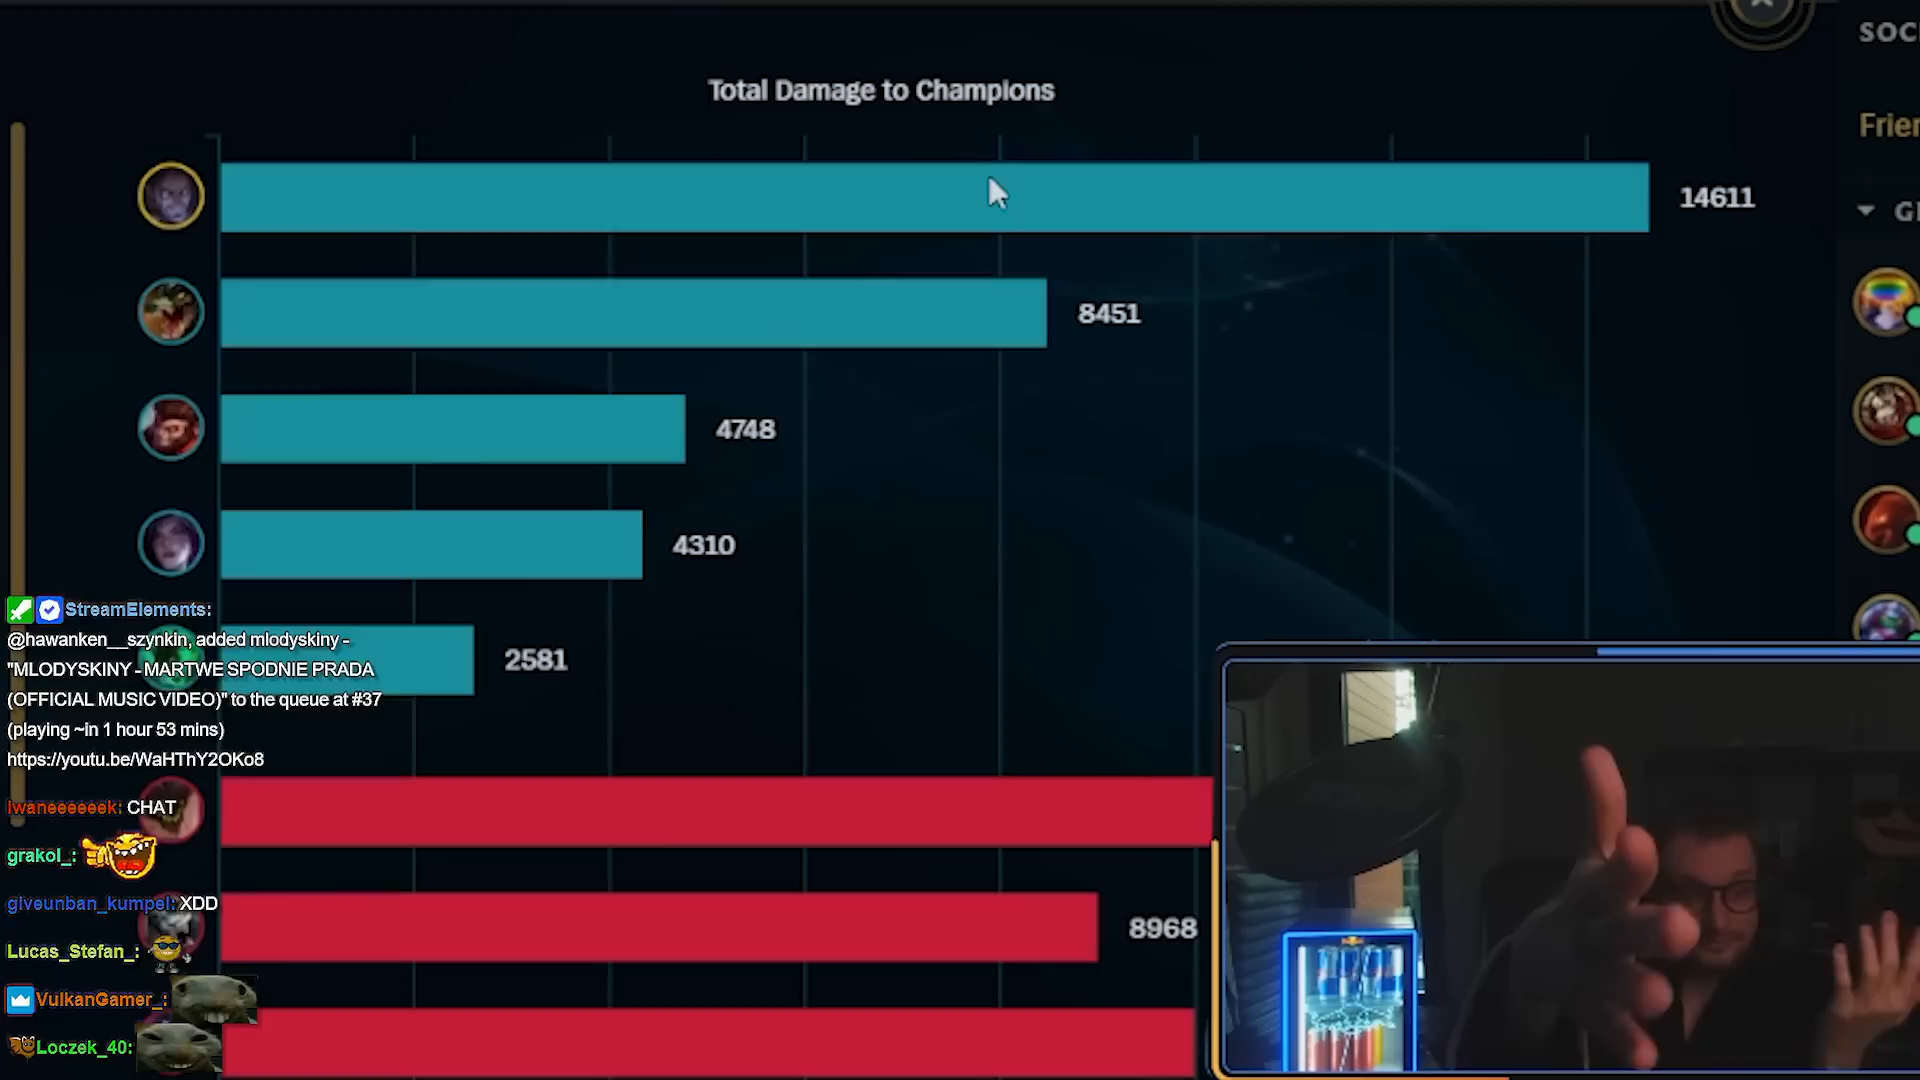 SOC
Total Damage to Champions
Frie
14611
8451
4748
4310
StreamElements:
@hawanken__szynkin, added mlodyskiny -
"MLODYSKINY - MARTWE SPODNIE PRADA
(OFFICIAL MUSIC VIDEO)" to the queue at #37
(playing ~in 1 hour 53 mins)
https://youtu.be/WaHThY2OKo8
2581
iwaneeeeeek: CHAT
grakol_:
giveunban_kumpel: XDD
8968
Lucas_Stefan_:
VulkanGamer_:
Loczek_40: